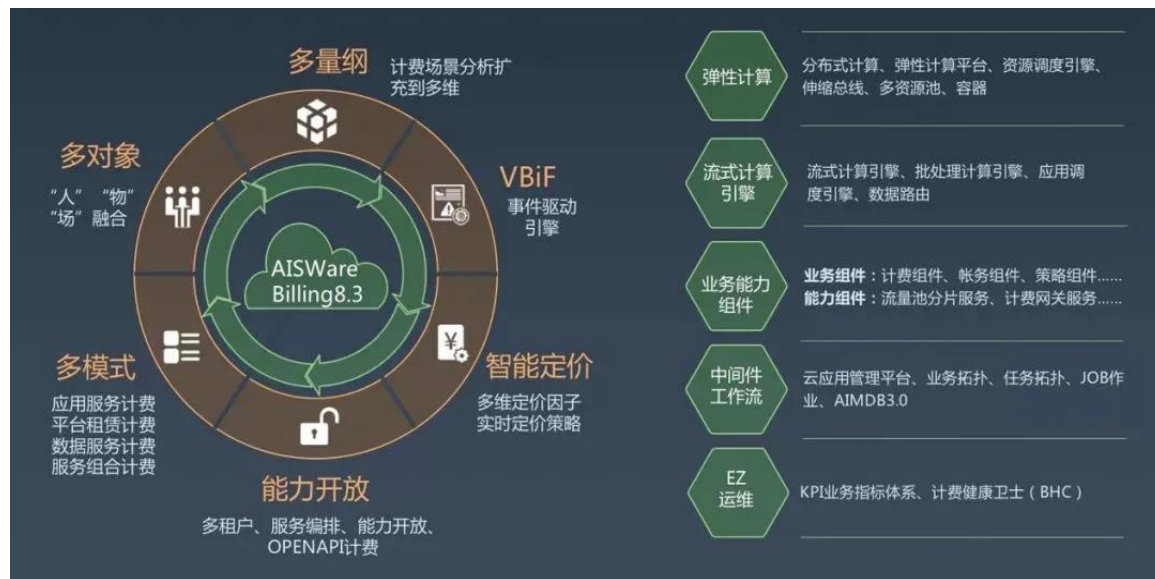 多量纲
计费场景分析扩
充到多维
多对象
“人” “物”
“场” 融合
VBiF
事件驱动
引擎
AISWare
Billing8.3
¥
多模式
应用服务计费
平台租赁计费
数据服务计费
服务组合计费
智能定价
多维定价因子
实时定价策略
能力开放
多租户、服务编排、能力开放、
OPENAPI计费
弹性计算
分布式计算、弹性计算平台、资源调度引擎、
伸缩总线、多资源池、容器
流式计算
引擎
流式计算引擎、批处理计算引擎、应用调
度引擎、数据路由
业务能力
组件
业务组件：计费组件、帐务组件、策略组件......
能力组件：流量池分片服务、计费网关服务......
中间件
工作流
云应用管理平台、业务拓扑、任务拓扑、JOB作
业、AIMDB3.0
EZ
运维
KPI业务指标体系、计费健康卫士（BHC）